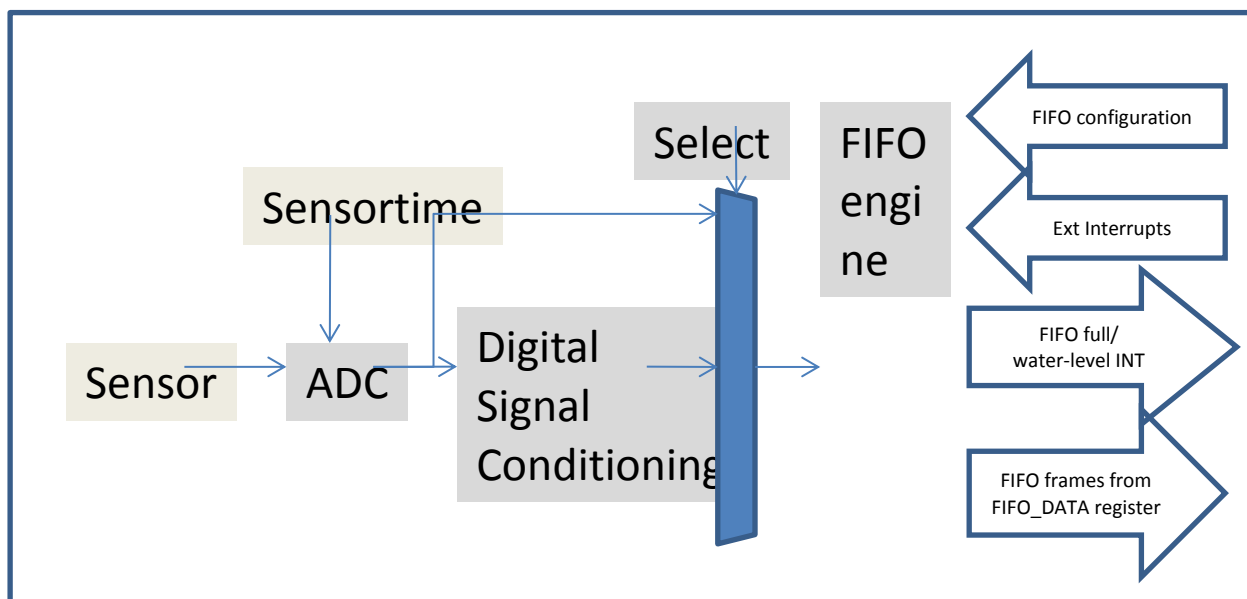 Select
FIFO
engi
ne
FIFO configuration
Sensortime
Ext Interrupts
Sensor
ADC
Digital
Signal
Conditioning
FIFO full/
water-level INT
FIFO frames from
FIFO_DATA register